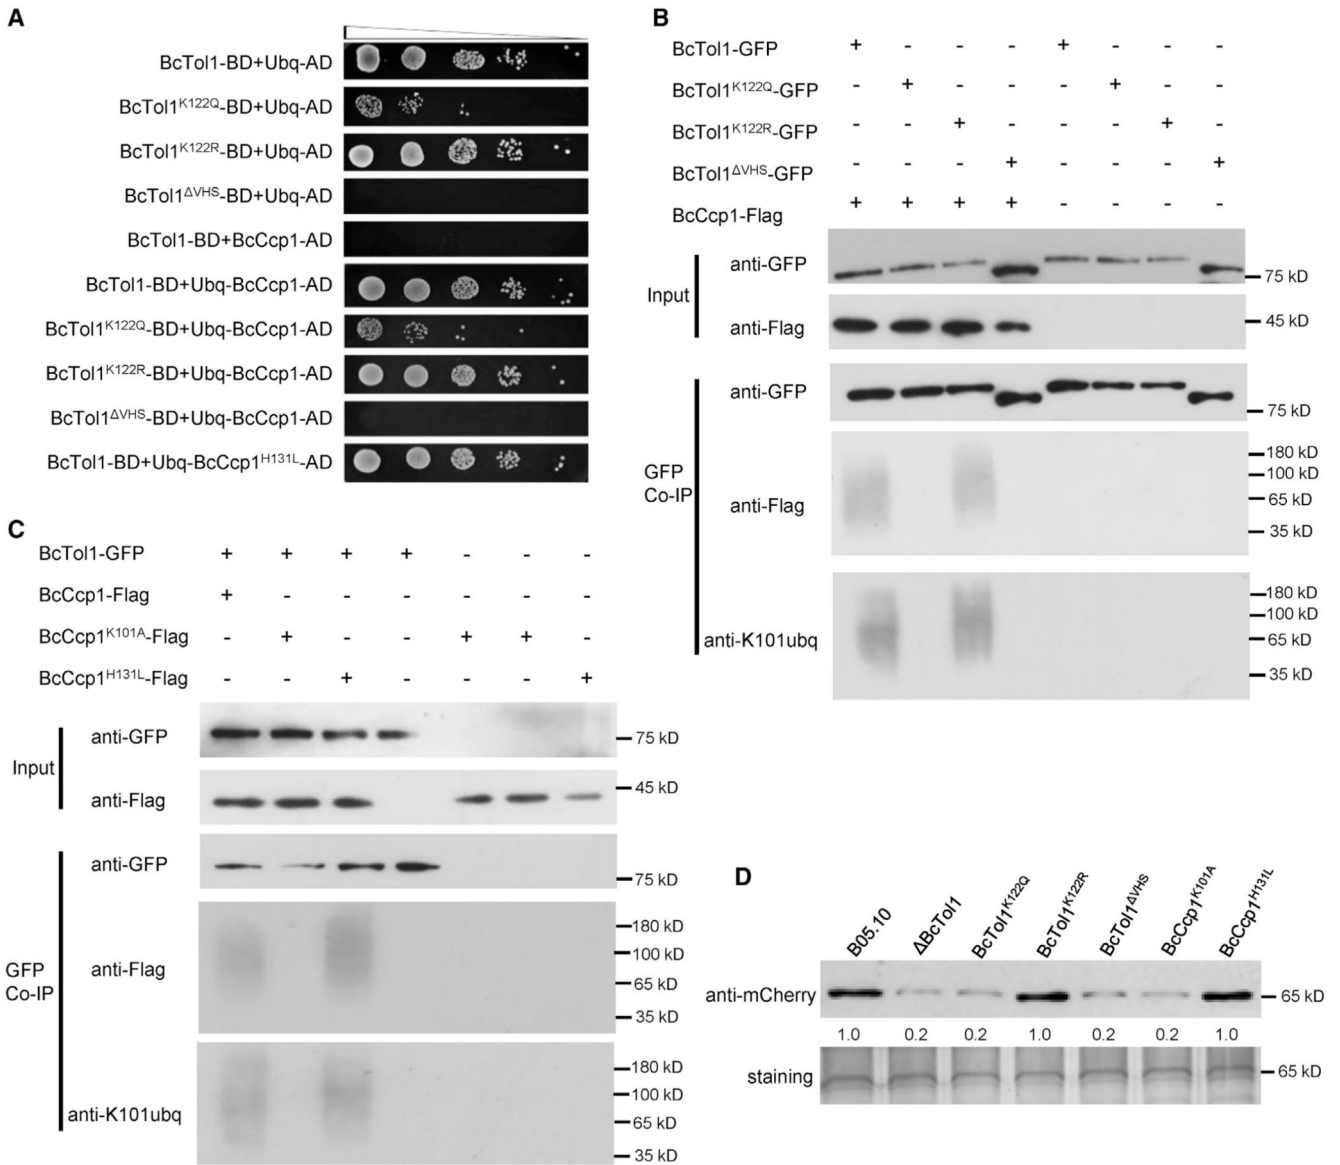 A
BcTol1-BD+Ubq-AD
BcTol1K122Q-BD+Ubq-AD
BcTol1K122R-BD+Ubq-AD
BcTol1ΔVHS-BD+Ubq-AD
BcTol1-BD+BcCcp1-AD
BcTol1-BD+Ubq-BcCcp1-AD
BcTol1K122Q-BD+Ubq-BcCcp1-AD
BcTol1K122R-BD+Ubq-BcCcp1-AD
BcTol1ΔVHS-BD+Ubq-BcCcp1-AD
BcTol1-BD+Ubq-BcCcp1H131L-AD
B
BcTol1-GFP + - - - + - - -
BcTol1K122Q-GFP - + - - - + - -
BcTol1K122R-GFP - - + - - - + -
BcTol1ΔVHS-GFP - - - + - - - +
BcCcp1-Flag + + + + - - - -
Input
anti-GFP 75 kD
anti-Flag 45 kD
GFP Co-IP
anti-GFP 75 kD
anti-Flag
180 kD
100 kD
65 kD
35 kD
anti-K101ubq
180 kD
100 kD
65 kD
35 kD
C
BcTol1-GFP + + + + - - -
BcCcp1-Flag + - - - - - -
BcCcp1K101A-Flag - + - - + + -
BcCcp1H131L-Flag - - + - - - +
Input
anti-GFP 75 kD
anti-Flag 45 kD
GFP Co-IP
anti-GFP 75 kD
anti-Flag
180 kD
100 kD
65 kD
35 kD
anti-K101ubq
180 kD
100 kD
65 kD
35 kD
D
B05.10 ΔBcTol1 BcTol1K122Q BcTol1K122R BcTol1ΔVHS BcCcp1K101A BcCcp1H131L
anti-mCherry 65 kD
1.0 0.2 0.2 1.0 0.2 0.2 1.0
staining 65 kD